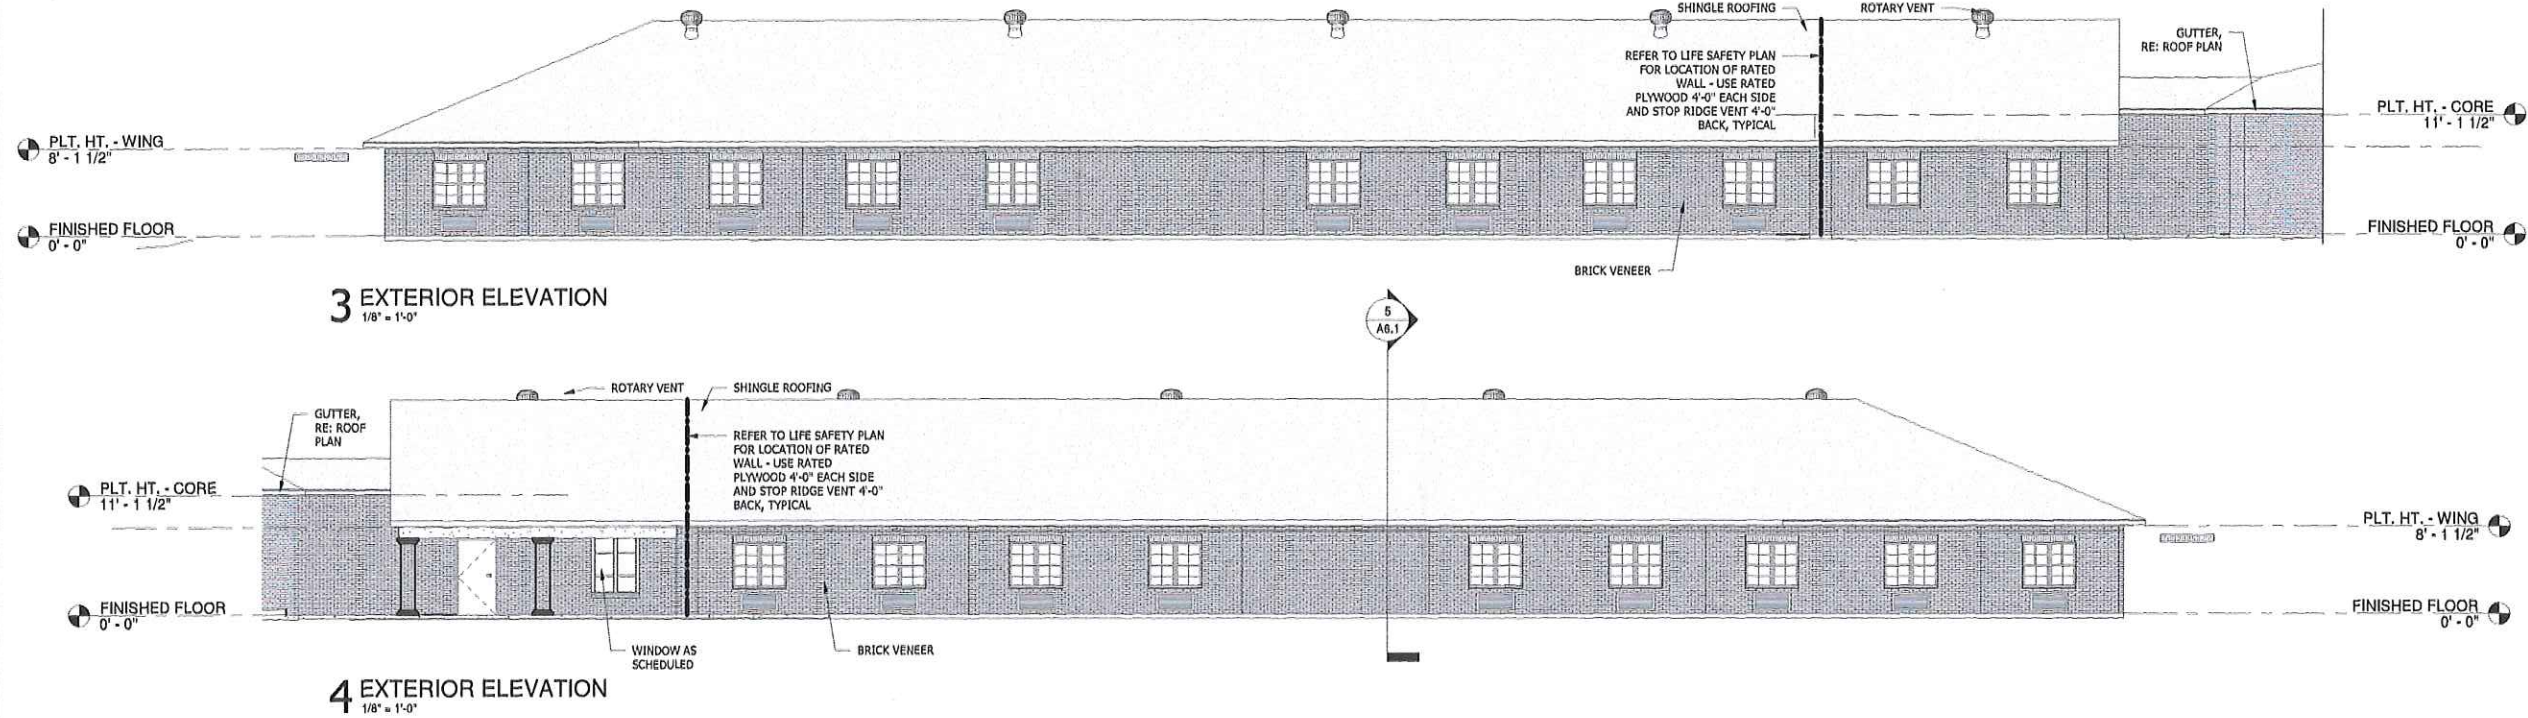 SHINGLE ROOFING
ROTARY VENT
GUTTER,
RE: ROOF PLAN
REFER TO LIFE SAFETY PLAN
FOR LOCATION OF RATED
WALL - USE RATED
PLYWOOD 4'-0" EACH SIDE
AND STOP RIDGE VENT 4'-0"
BACK, TYPICAL
PLT. HT. - CORE
11' - 1 1/2"
PLT. HT. - WING
8' - 1 1/2"
FINISHED FLOOR
0' - 0"
FINISHED FLOOR
0' - 0"
BRICK VENEER
3 EXTERIOR ELEVATION
1/8" = 1'-0"
5
A6.1
ROTARY VENT
SHINGLE ROOFING
GUTTER,
RE: ROOF
PLAN
REFER TO LIFE SAFETY PLAN
FOR LOCATION OF RATED
WALL - USE RATED
PLYWOOD 4'-0" EACH SIDE
AND STOP RIDGE VENT 4'-0"
BACK, TYPICAL
PLT. HT. - CORE
11' - 1 1/2"
PLT. HT. - WING
8' - 1 1/2"
FINISHED FLOOR
0' - 0"
FINISHED FLOOR
0' - 0"
WINDOW AS
SCHEDULED
BRICK VENEER
4 EXTERIOR ELEVATION
1/8" = 1'-0"